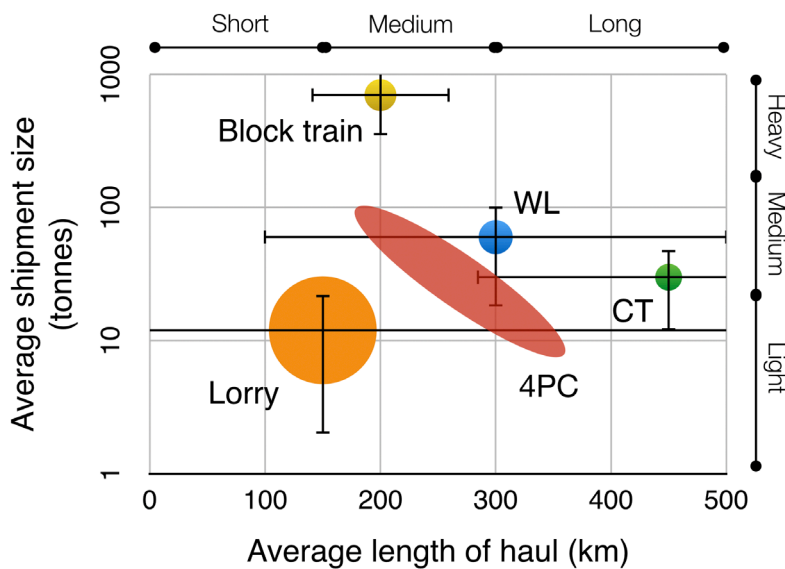 Short Medium Long
1000
100
10
1
Average shipment size
(tonnes)
Block train
WL
CT
Lorry
4PC
Heavy
Medium
Light
0 100 200 300 400 500
Average length of haul (km)